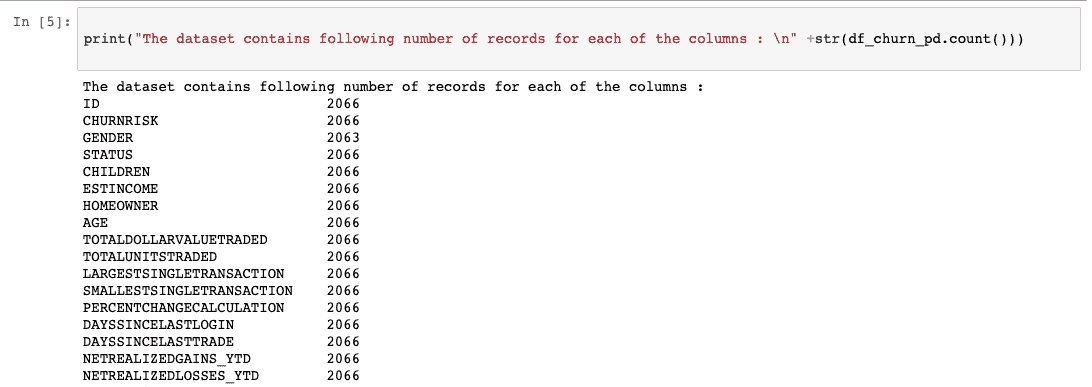 In [5]:
print("The dataset contains following number of records for each of the columns : \n" +str(df_churn_pd.count()))
The dataset contains following number of records for each of the columns :
ID 2066
CHURNRISK 2066
GENDER 2063
STATUS 2066
CHILDREN 2066
ESTINCOME 2066
HOMEOWNER 2066
AGE 2066
TOTALDOLLARVALUETRADED 2066
TOTALUNITSTRADED 2066
LARGESTSINGLETRANSACTION 2066
SMALLESTSINGLETRANSACTION 2066
PERCENTCHANGECALCULATION 2066
DAYSSINCELASTLOGIN 2066
DAYSSINCELASTTRADE 2066
NETREALIZEDGAINS_YTD 2066
NETREALIZEDLOSSES_YTD 2066